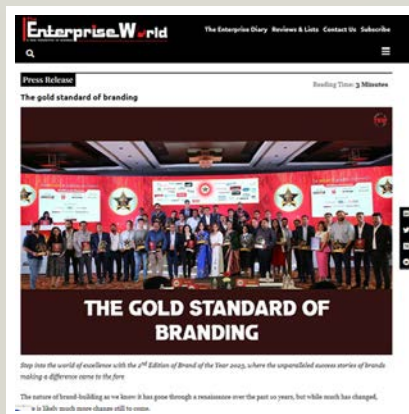 The
EnterpriseWorld
The Enterprise Diary Reviews & Lists Contact Us Subscribe
Press Release
Reading Time: 3 Minutes
The gold standard of branding
THE GOLD STANDARD OF
BRANDING
Step into the world of excellence with the 2nd Edition of Brand of the Year 2023, where the unparalleled success stories of brands
making a difference came to the fore
The nature of brand-building as we know it has gone through a renaissance over the past 10 years, but while much has changed,
is likely much more change still to come.